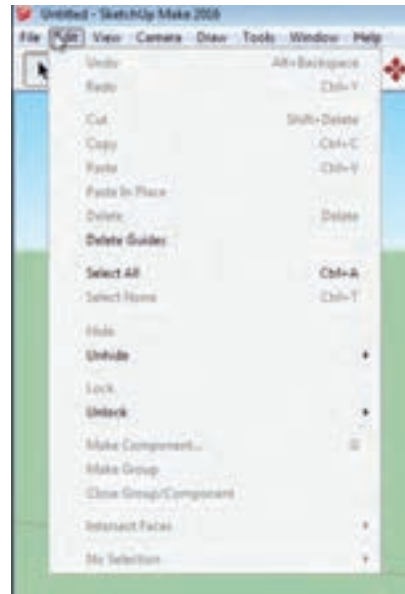 Untitled - SketchUp Make 2016
File Edit View Camera Draw Tools Window Help
Undo Alt+Backspace
Redo Ctrl+Y
Cut Shift+Delete
Copy Ctrl+C
Paste Ctrl+V
Paste In Place
Delete Delete
Delete Guides
Select All Ctrl+A
Select None Ctrl+T
Hide
Unhide
Lock
Unlock
Make Component... G
Make Group
Close Group/Component
Intersect Faces
No Selection